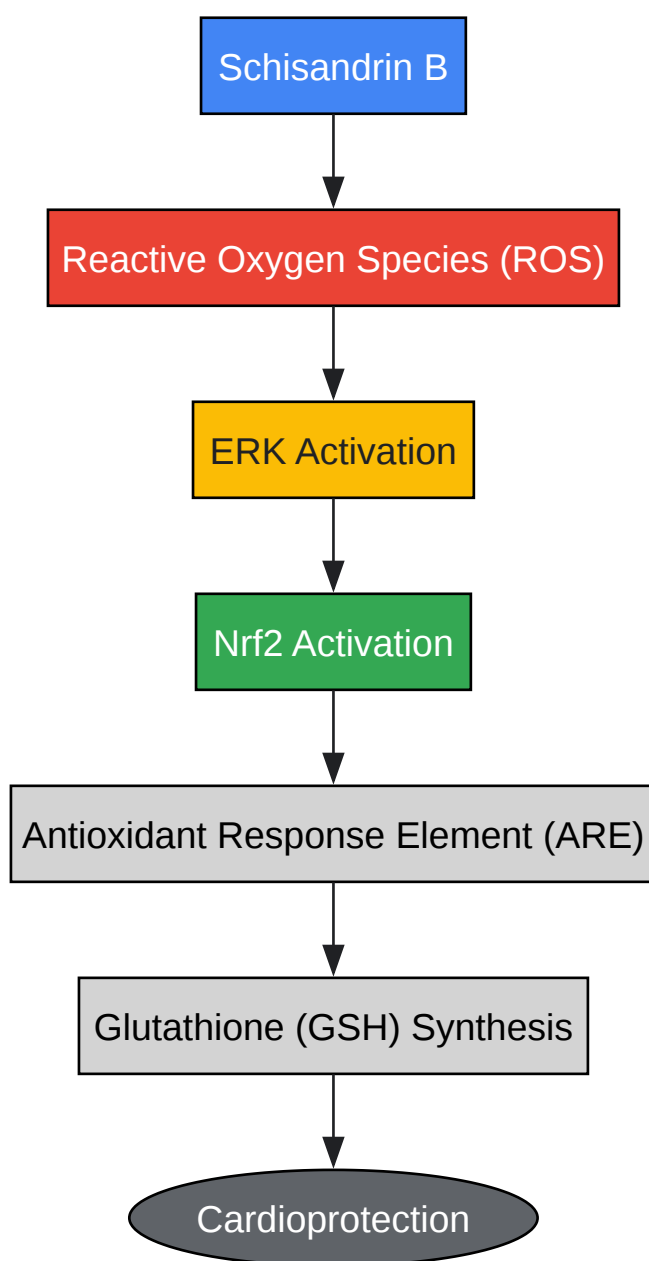 Schisandrin B
Reactive Oxygen Species (ROS)
ERK Activation
Nrf2 Activation
Antioxidant Response Element (ARE)
Glutathione (GSH) Synthesis
Cardioprotection